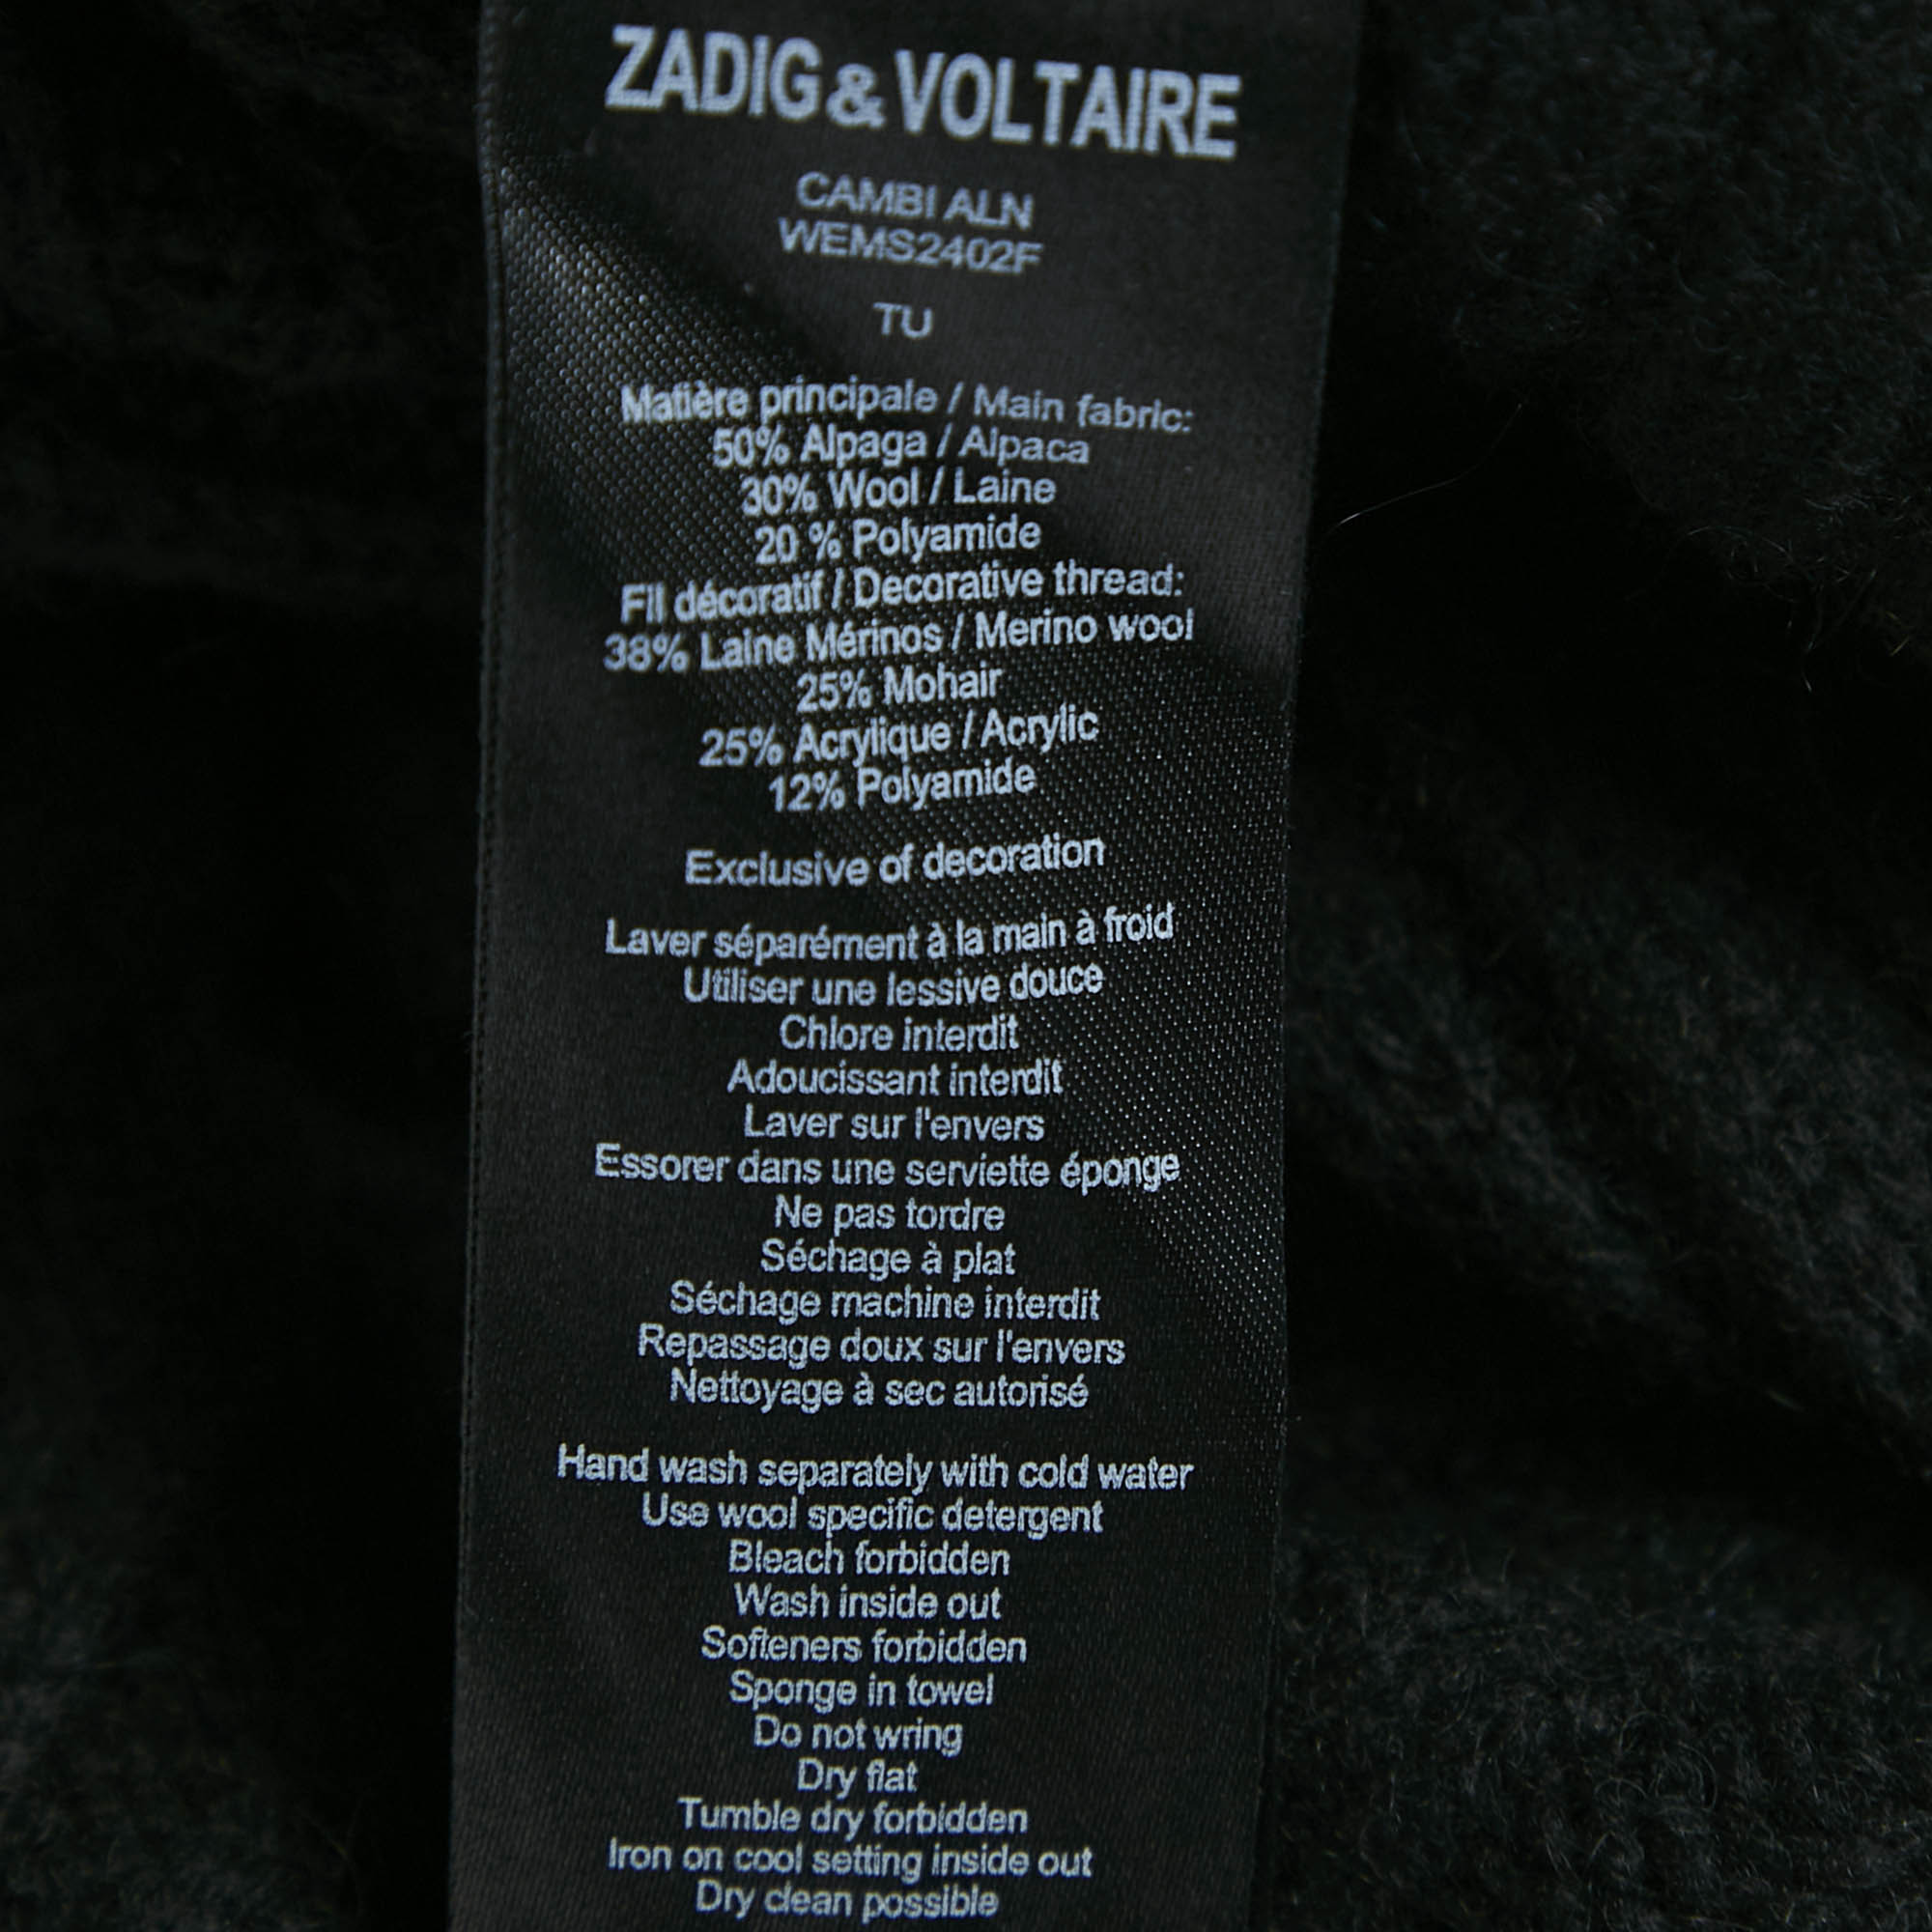 ZADIG&VOLTAIRE
CAMBI ALN
WEMS2402F
TU
Matière principale / Main fabric:
50% Alpaga / Alpaca
30% Wool / Laine
20 % Polyamide
Fil décoratif / Decorative thread:
38% Laine Mérinos / Merino wool
25% Mohair
25% Acrylique / Acrylic
12% Polyamide
Exclusive of decoration
Laver séparément à la main à froid
Utiliser une lessive douce
Chlore interdit
Adoucissant interdit
Laver sur l'envers
Essorer dans une serviette éponge
Ne pas tordre
Séchage à plat
Séchage machine interdit
Repassage doux sur l'envers
Nettoyage à sec autorisé
Hand wash separately with cold water
Use wool specific detergent
Bleach forbidden
Wash inside out
Softeners forbidden
Sponge in towel
Do not wring
Dry flat
Tumble dry forbidden
Iron on cool setting inside out
Dry clean possible